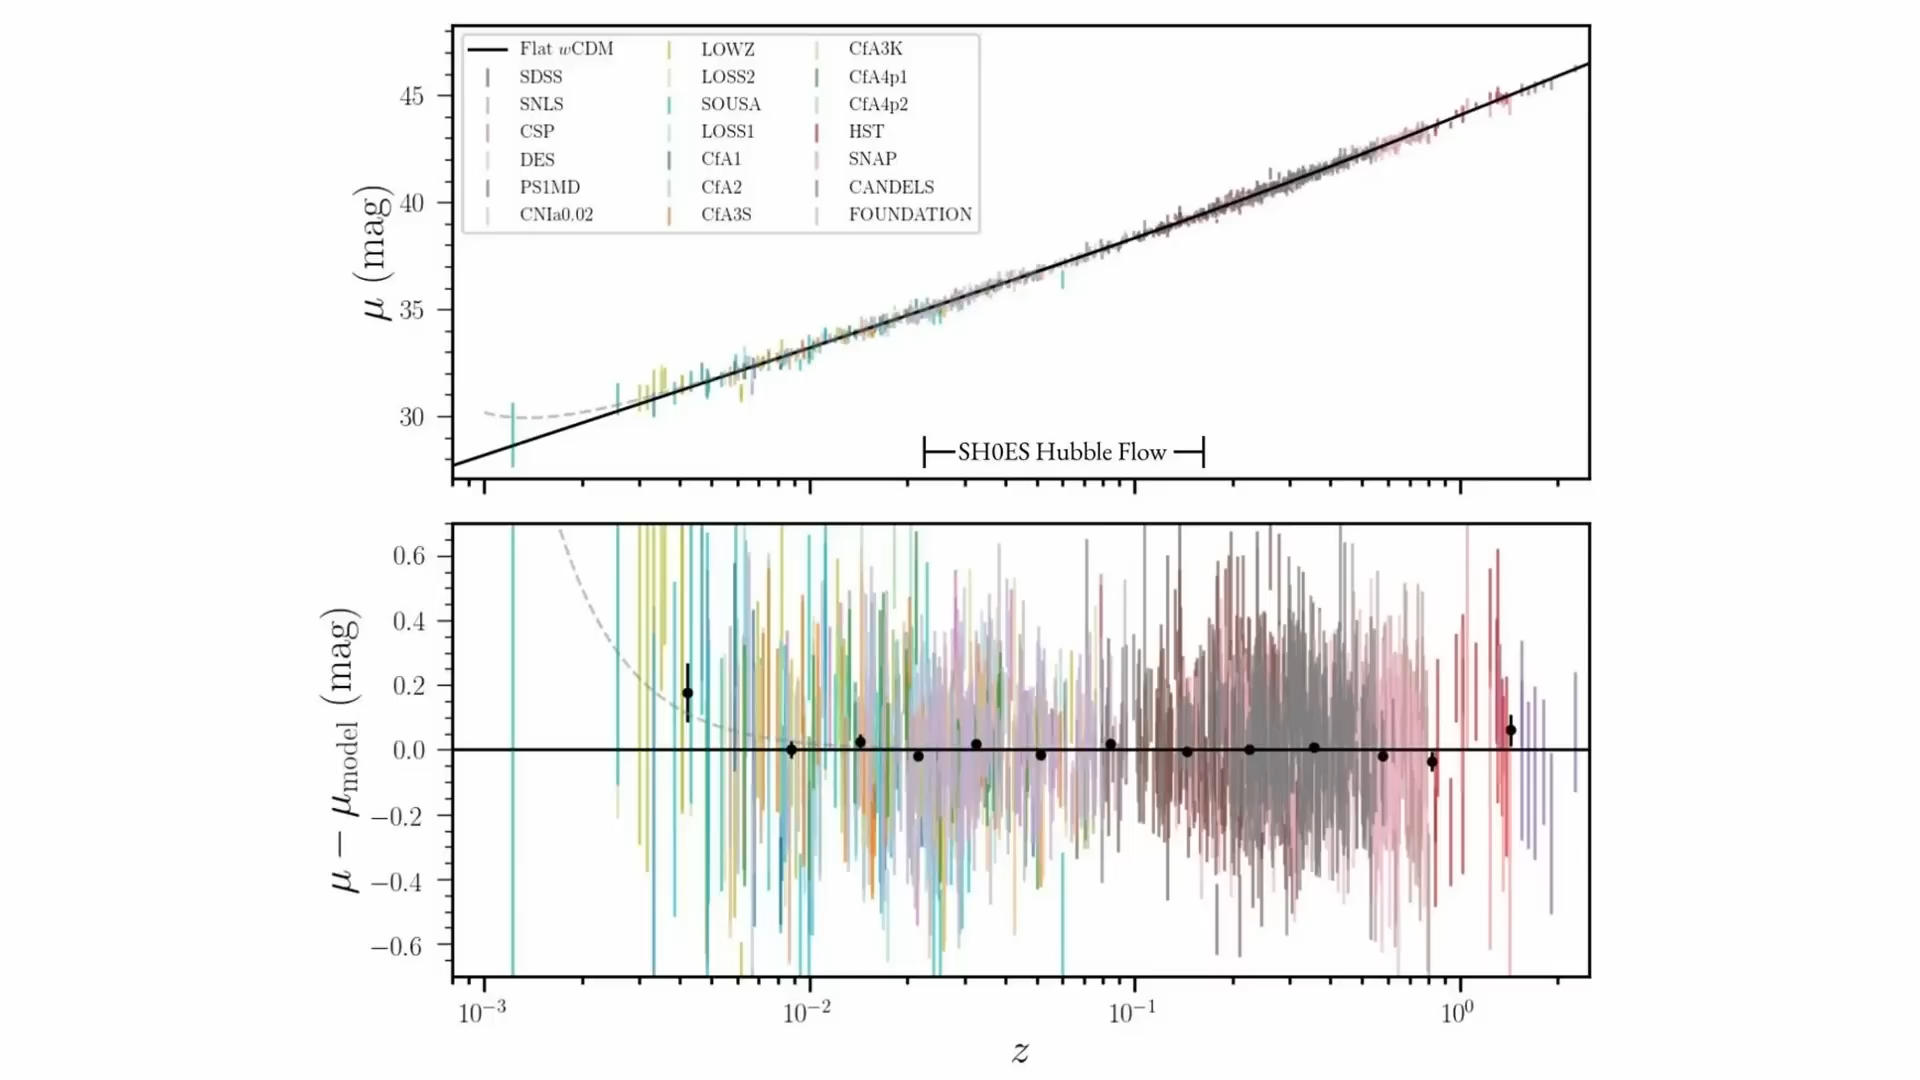 Flat wCDM
SDSS
SNLS
CSP
DES
PS1MD
CNIa0.02
LOWZ
LOSS2
SOUSA
LOSS1
CfA1
CfA2
CfA3S
CfA3K
CfA4p1
CfA4p2
HST
SNAP
CANDELS
FOUNDATION
μ (mag)
45
40
35
30
SH0ES Hubble Flow
μ − μmodel (mag)
0.6
0.4
0.2
0.0
−0.2
−0.4
−0.6
10⁻³ 10⁻² 10⁻¹ 10⁰
z